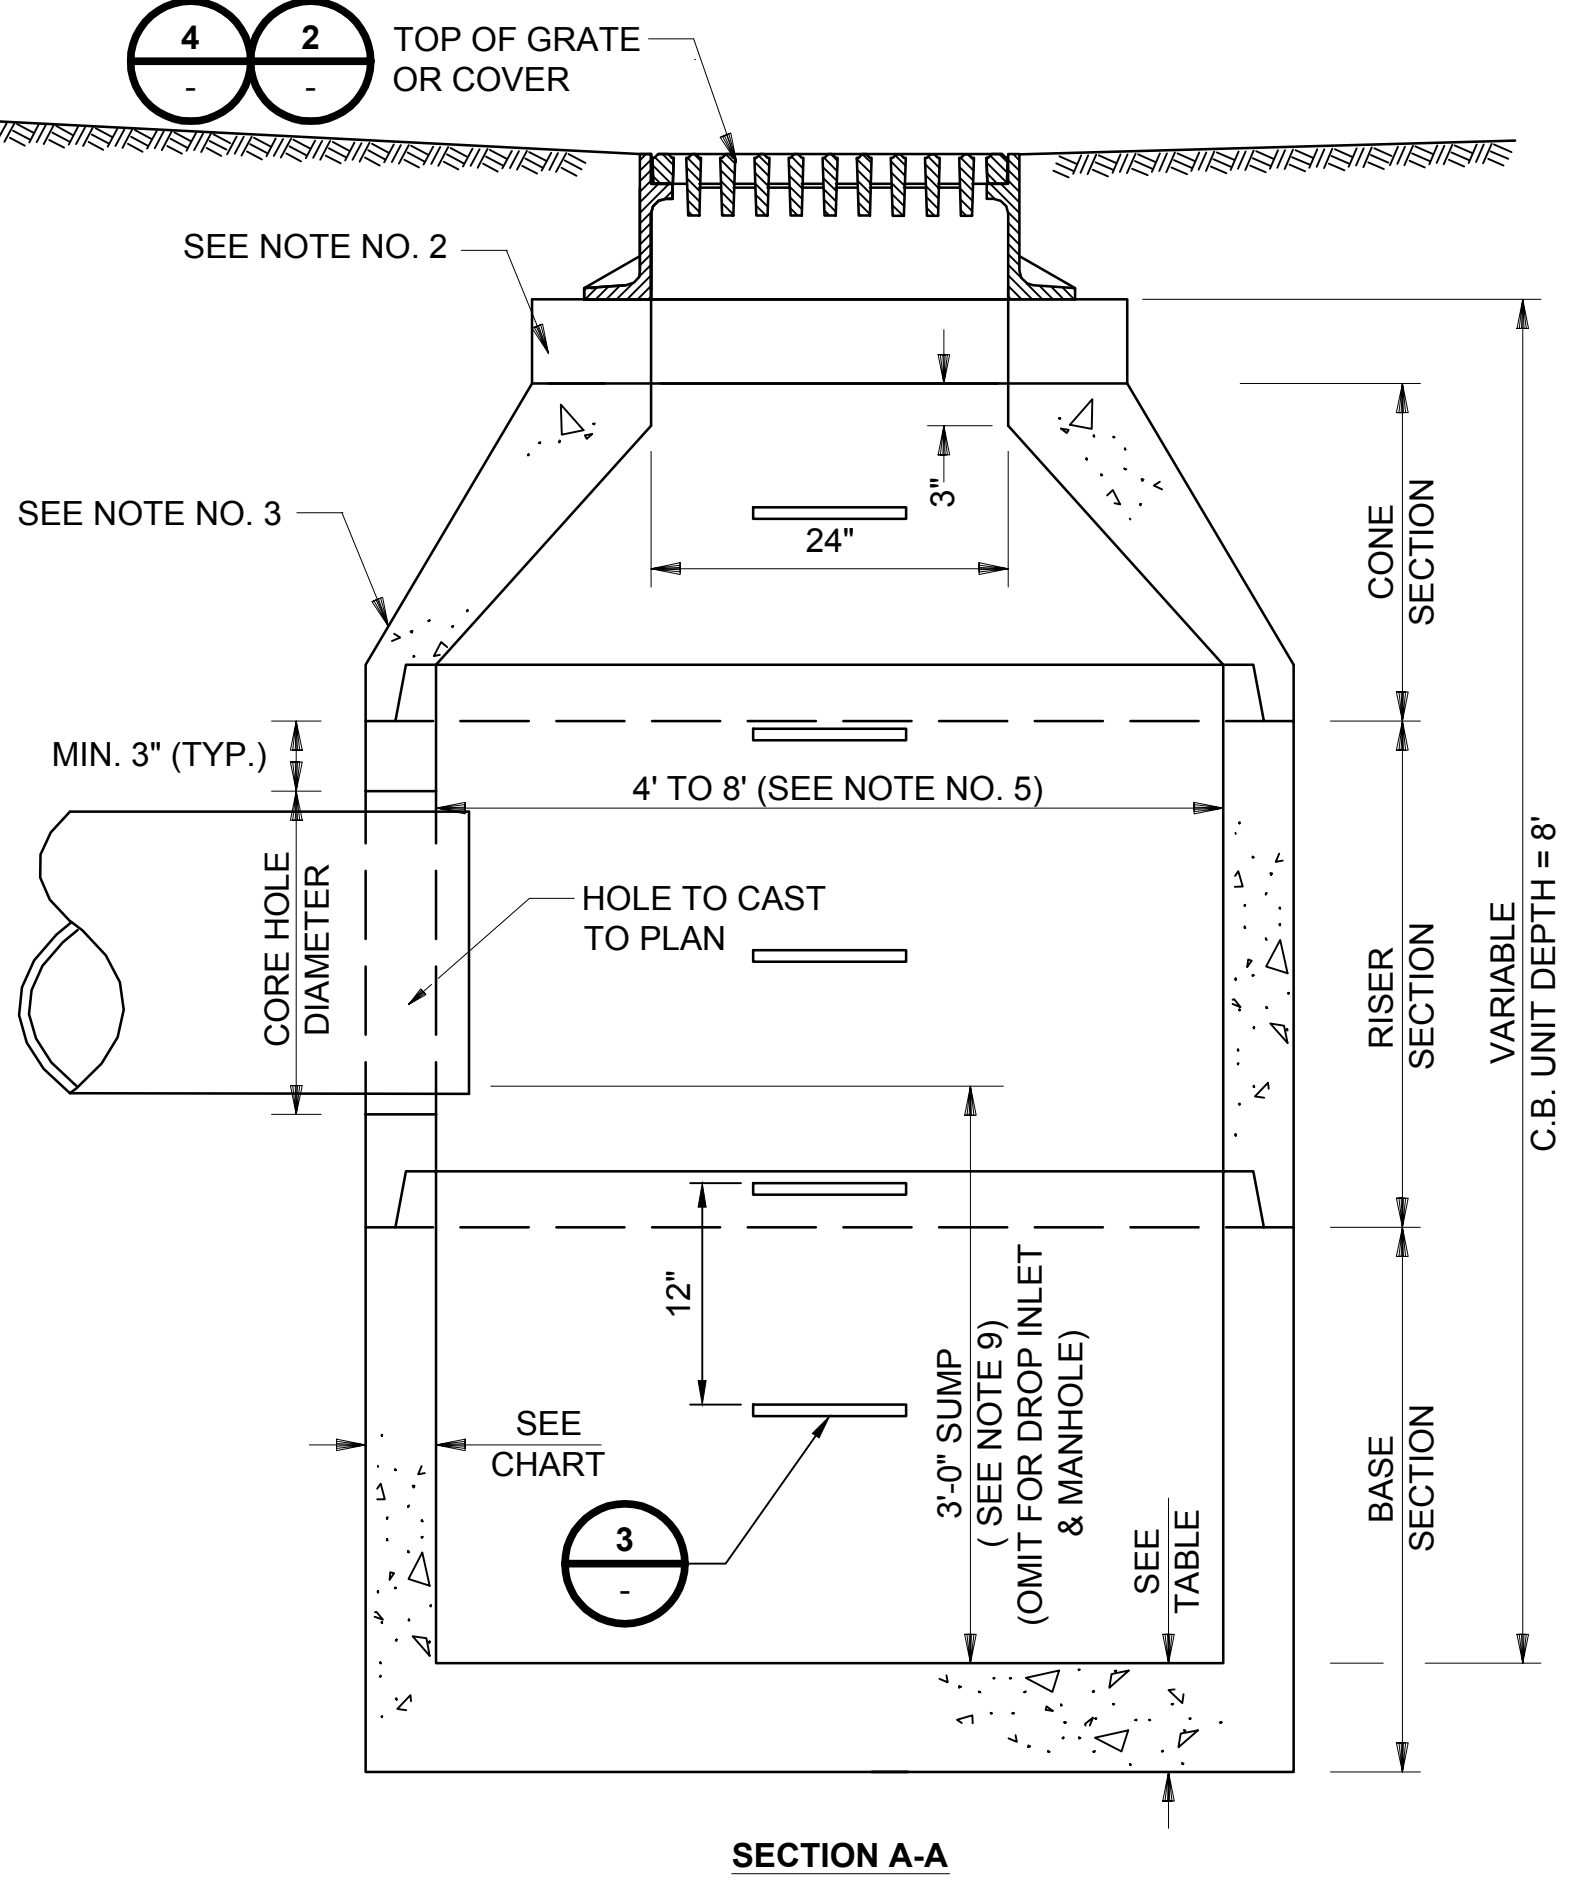 4
-
2
-
TOP OF GRATE
OR COVER
SEE NOTE NO. 2
3"
24"
SEE NOTE NO. 3
CONE
SECTION
MIN. 3" (TYP.)
4' TO 8' (SEE NOTE NO. 5)
CORE HOLE
DIAMETER
HOLE TO CAST
TO PLAN
RISER
SECTION
VARIABLE
C.B. UNIT DEPTH = 8'
12"
3'-0" SUMP
( SEE NOTE 9)
(OMIT FOR DROP INLET
& MANHOLE)
SEE
CHART
3
-
SEE
TABLE
BASE
SECTION
SECTION A-A